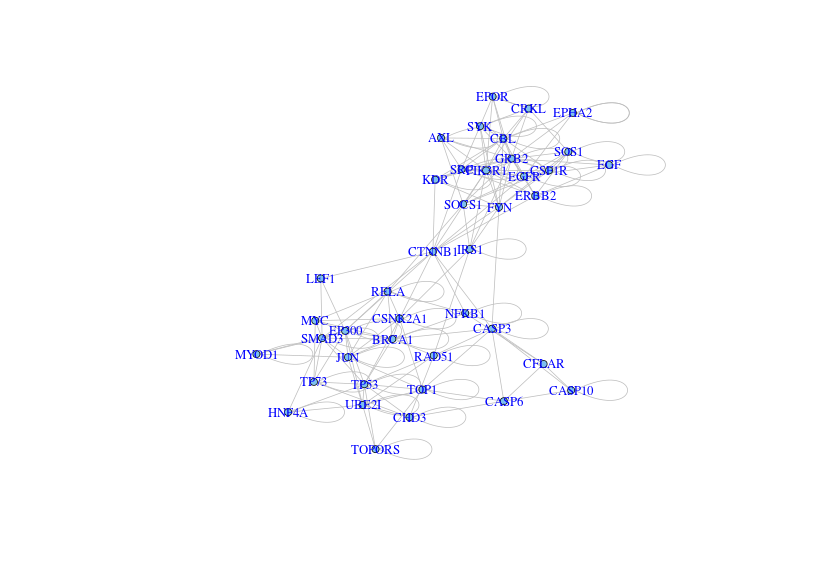 EPOR
CRKL
EPHA2
SYK
AXL
CBL
SOS1
GRB2
EGF
PIK3R1
CSF1R
EGFR
KDR
ERBB2
SOCS1
FYN
CTNNB1
IRS1
LEF1
RELA
NFKB1
MYC
CSNK2A1
EP300
CASP3
SMAD3
BRCA1
MYOD1
JUN
RAD51
CFLAR
TP73
TP53
TOP1
CASP10
UBE2I
CASP6
HNF4A
CHD3
TOPORS